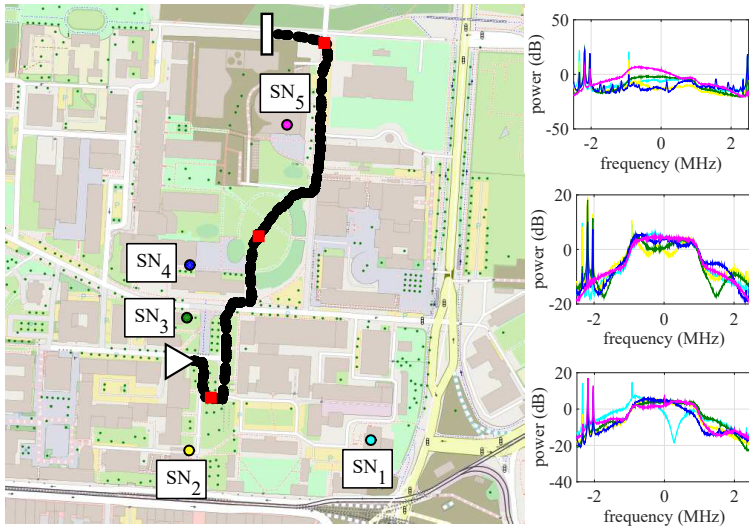 SN5
SN4
SN3
SN2
SN1
50
0
-50
-2
0
2
power (dB)
frequency (MHz)
20
0
-20
-2
0
2
power (dB)
frequency (MHz)
20
0
-20
-40
-2
0
2
power (dB)
frequency (MHz)